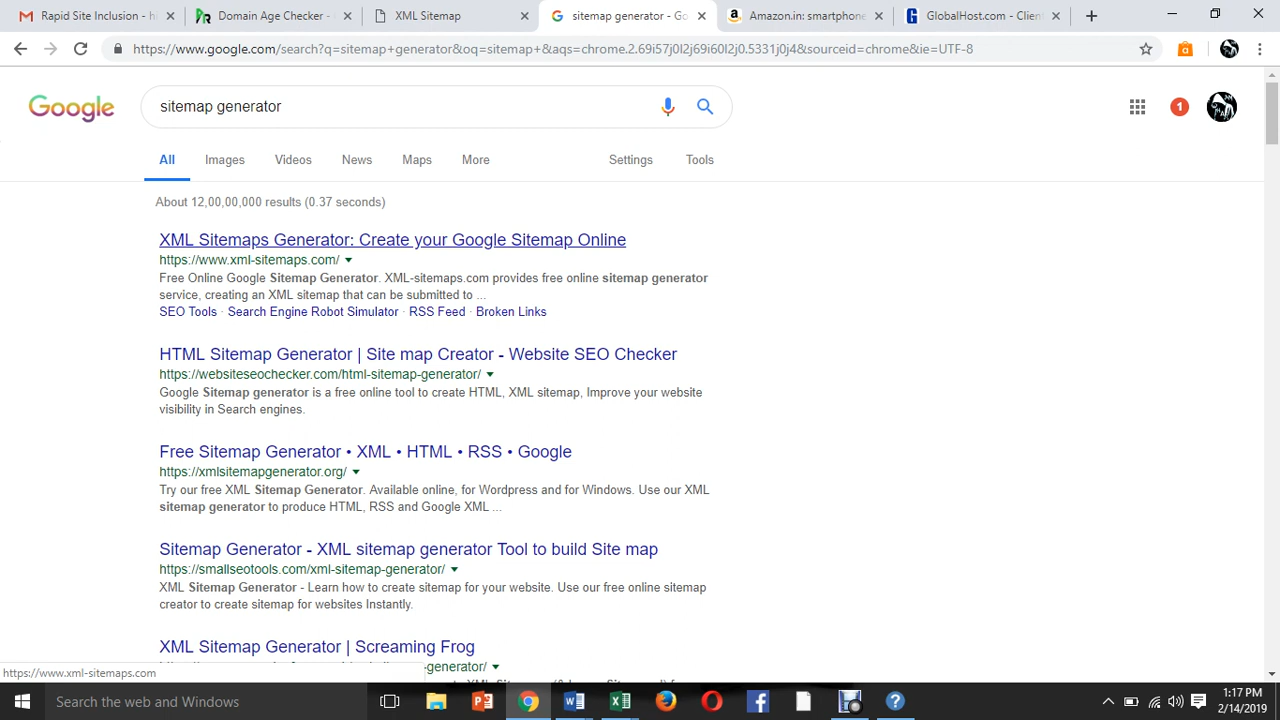 Rapid Site Inclusion - h
Domain Age Checker -
XML Sitemap
sitemap generator - Go
Amazon.in: smartphone
GlobalHost.com - Client
https://www.google.com/search?q=sitemap+generator&oq=sitemap+&aqs=chrome.2.69i57j0l2j69i60l2j0.5331j0j4&sourceid=chrome&ie=UTF-8
Google
sitemap generator
1
All
Images
Videos
News
Maps
More
Settings
Tools
About 12,00,00,000 results (0.37 seconds)
XML Sitemaps Generator: Create your Google Sitemap Online
https://www.xml-sitemaps.com/
Free Online Google Sitemap Generator. XML-sitemaps.com provides free online sitemap generator
service, creating an XML sitemap that can be submitted to ...
SEO Tools · Search Engine Robot Simulator · RSS Feed · Broken Links
HTML Sitemap Generator | Site map Creator - Website SEO Checker
https://websiteseochecker.com/html-sitemap-generator/
Google Sitemap generator is a free online tool to create HTML, XML sitemap, Improve your website
visibility in Search engines.
Free Sitemap Generator • XML • HTML • RSS • Google
https://xmlsitemapgenerator.org/
Try our free XML Sitemap Generator. Available online, for Wordpress and for Windows. Use our XML
sitemap generator to produce HTML, RSS and Google XML ...
Sitemap Generator - XML sitemap generator Tool to build Site map
https://smallseotools.com/xml-sitemap-generator/
XML Sitemap Generator - Learn how to create sitemap for your website. Use our free online sitemap
creator to create sitemap for websites Instantly.
XML Sitemap Generator | Screaming Frog
-generator/
https://www.xml-sitemaps.com
Search the web and Windows
1:17 PM
2/14/2019